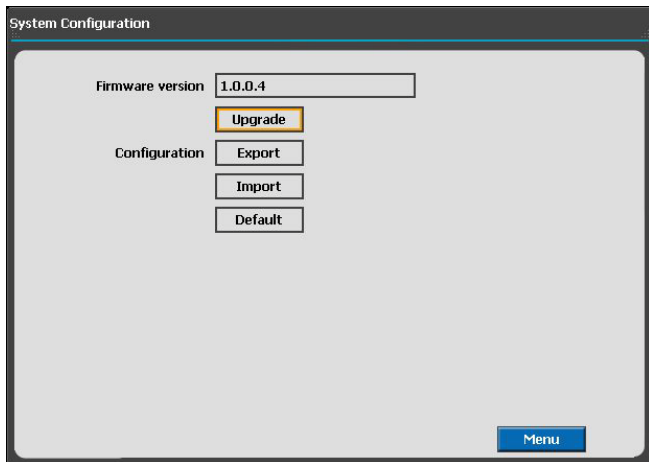 System Configuration
Firmware version 1.0.0.4
Upgrade
Configuration Export
Import
Default
Menu